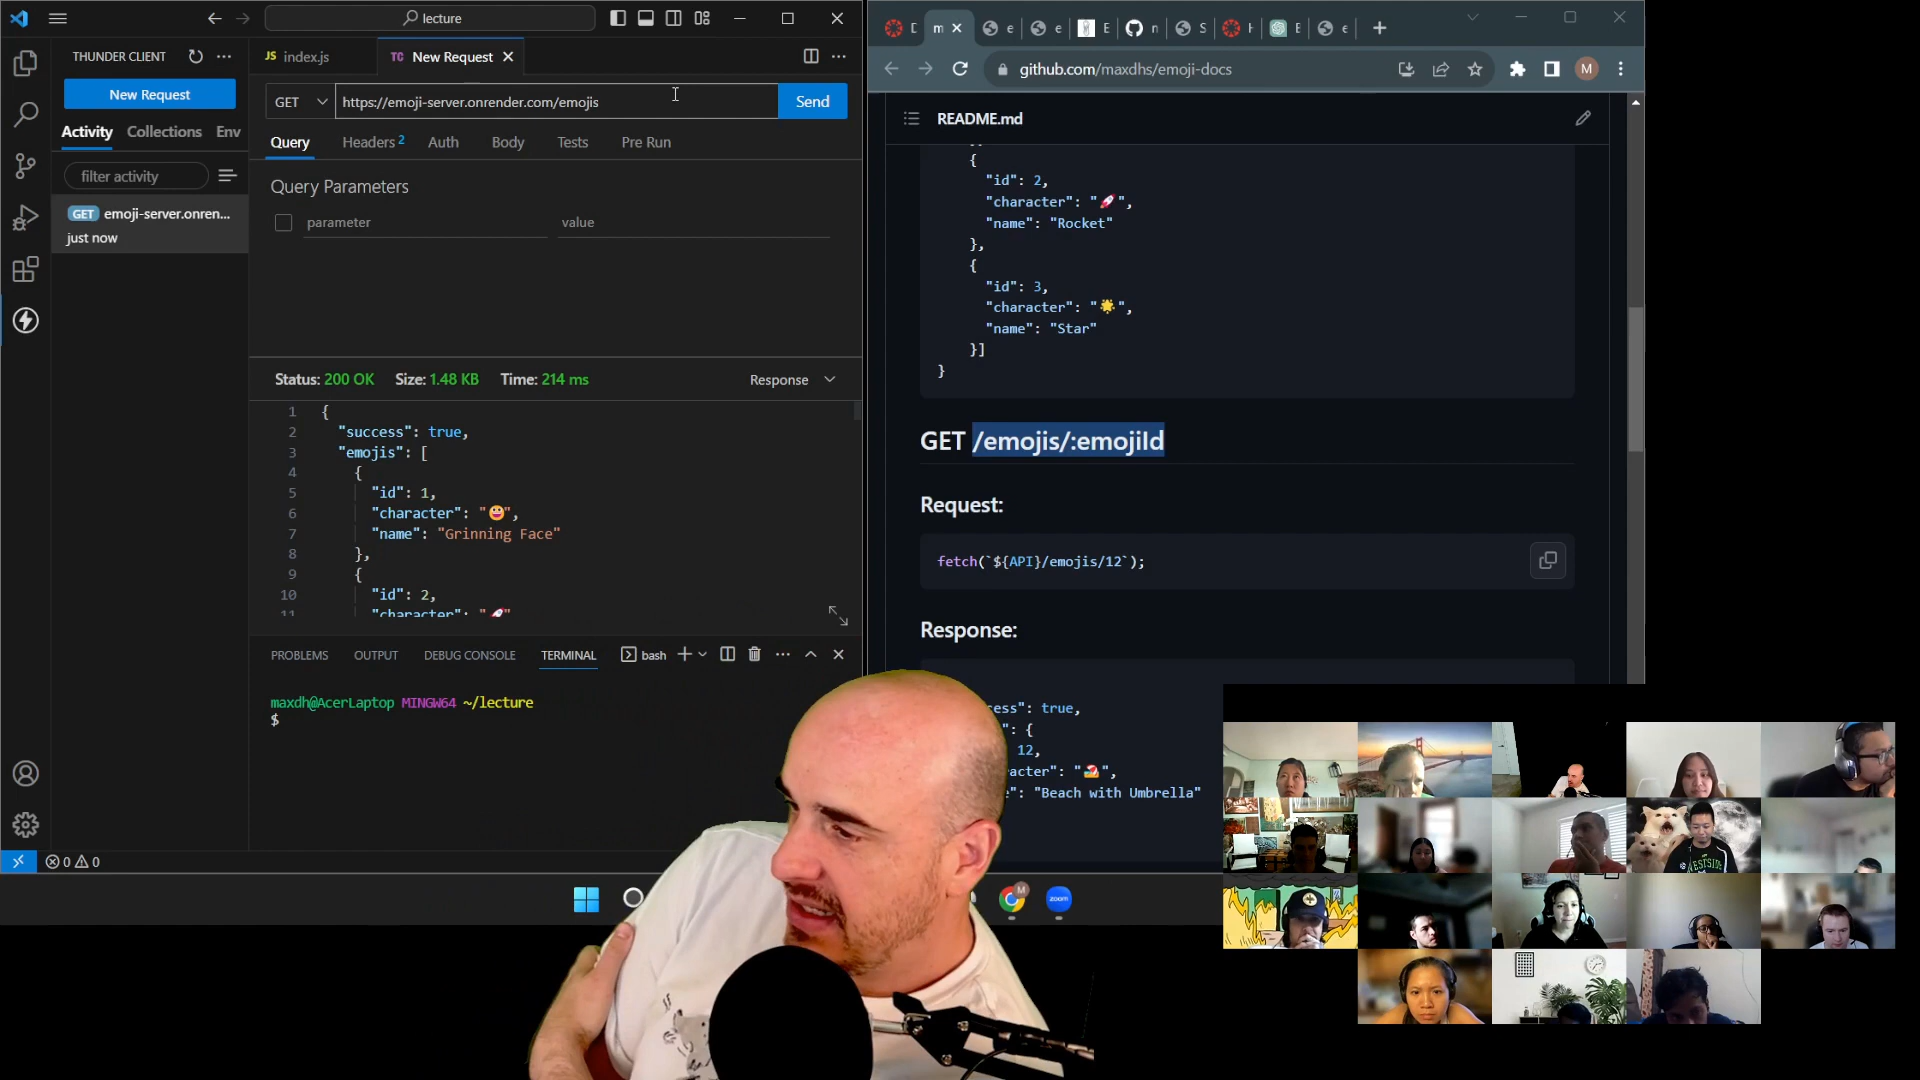 lecture
THUNDER CLIENT
New Request
Activity
Collections
Env
filter activity
GET emoji-server.onren...
just now
JS index.js
TC New Request
GET
https://emoji-server.onrender.com/emojis
Send
Query
Headers 2
Auth
Body
Tests
Pre Run
Query Parameters
parameter
value
Status: 200 OK
Size: 1.48 KB
Time: 214 ms
Response
1 {
2 "success": true,
3 "emojis": [
4 {
5 "id": 1,
6 "character": "😀",
7 "name": "Grinning Face"
8 },
9 {
10 "id": 2,
11 "character": "🚀"
PROBLEMS
OUTPUT
DEBUG CONSOLE
TERMINAL
bash
maxdh@AcerLaptop MINGW64 ~/lecture
$
0 0
github.com/maxdhs/emoji-docs
M
README.md
{
"id": 2,
"character": "🚀",
"name": "Rocket"
},
{
"id": 3,
"character": "🌟",
"name": "Star"
}]
}
GET /emojis/:emojiId
Request:
fetch(`${API}/emojis/12`);
Response:
cess": true,
": {
12,
acter": "🏖",
": "Beach with Umbrella"
zoom